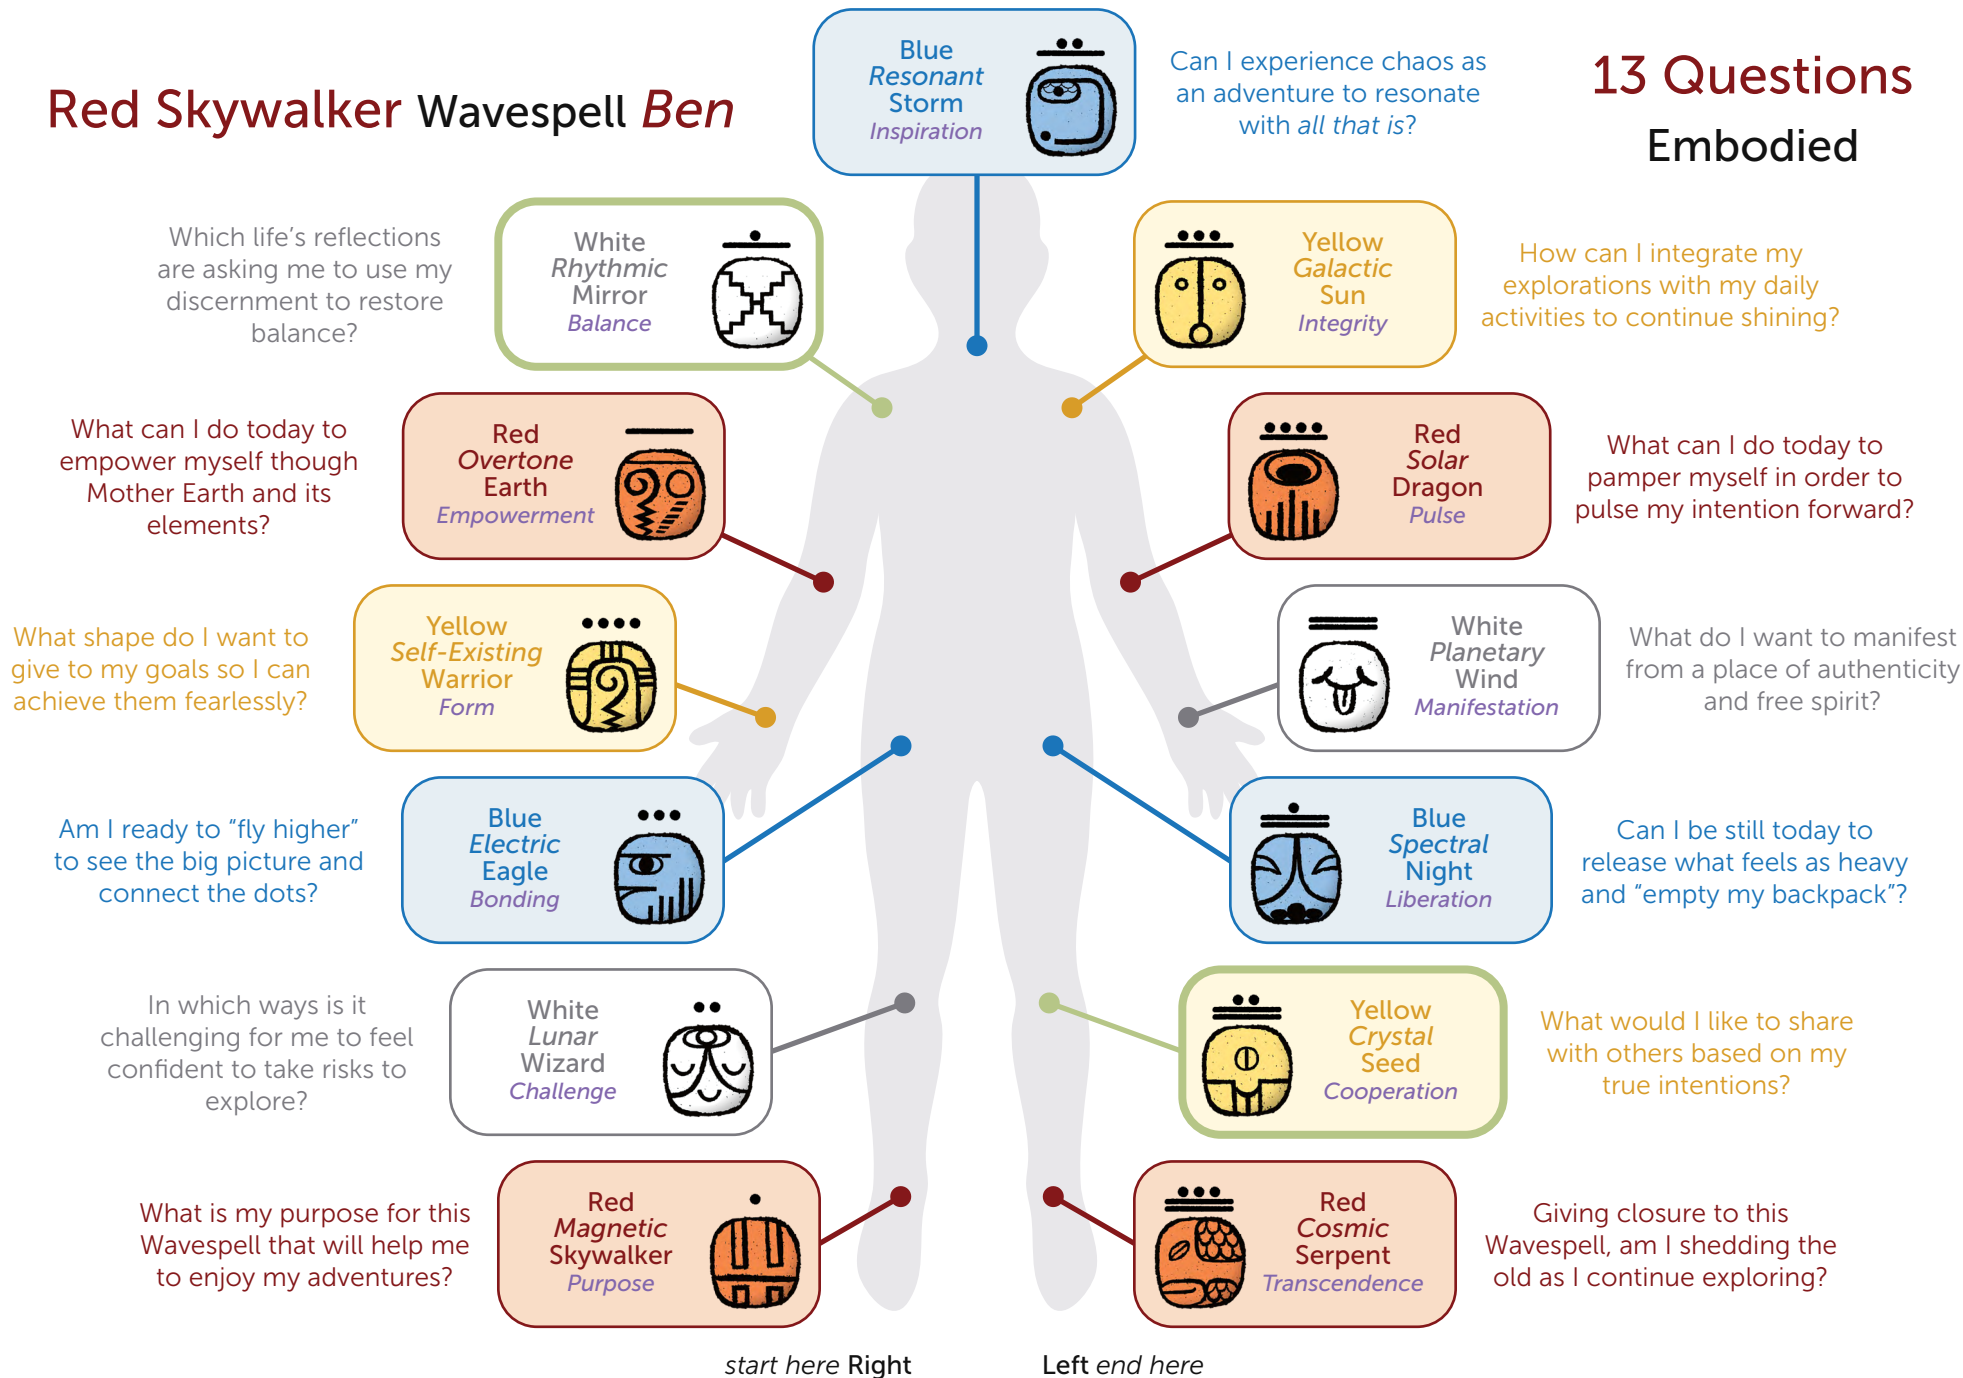 Red Skywalker Wavespell Ben
13 Questions
Embodied
Blue
Resonant
Storm
Inspiration
Can I experience chaos as
an adventure to resonate
with all that is?
Which life's reflections
are asking me to use my
discernment to restore
balance?
White
Rhythmic
Mirror
Balance
Yellow
Galactic
Sun
Integrity
How can I integrate my
explorations with my daily
activities to continue shining?
What can I do today to
empower myself though
Mother Earth and its
elements?
Red
Overtone
Earth
Empowerment
Red
Solar
Dragon
Pulse
What can I do today to
pamper myself in order to
pulse my intention forward?
What shape do I want to
give to my goals so I can
achieve them fearlessly?
Yellow
Self-Existing
Warrior
Form
White
Planetary
Wind
Manifestation
What do I want to manifest
from a place of authenticity
and free spirit?
Am I ready to “fly higher”
to see the big picture and
connect the dots?
Blue
Electric
Eagle
Bonding
Blue
Spectral
Night
Liberation
Can I be still today to
release what feels as heavy
and “empty my backpack”?
In which ways is it
challenging for me to feel
confident to take risks to
explore?
White
Lunar
Wizard
Challenge
Yellow
Crystal
Seed
Cooperation
What would I like to share
with others based on my
true intentions?
What is my purpose for this
Wavespell that will help me
to enjoy my adventures?
Red
Magnetic
Skywalker
Purpose
Red
Cosmic
Serpent
Transcendence
Giving closure to this
Wavespell, am I shedding the
old as I continue exploring?
start here Right
Left end here